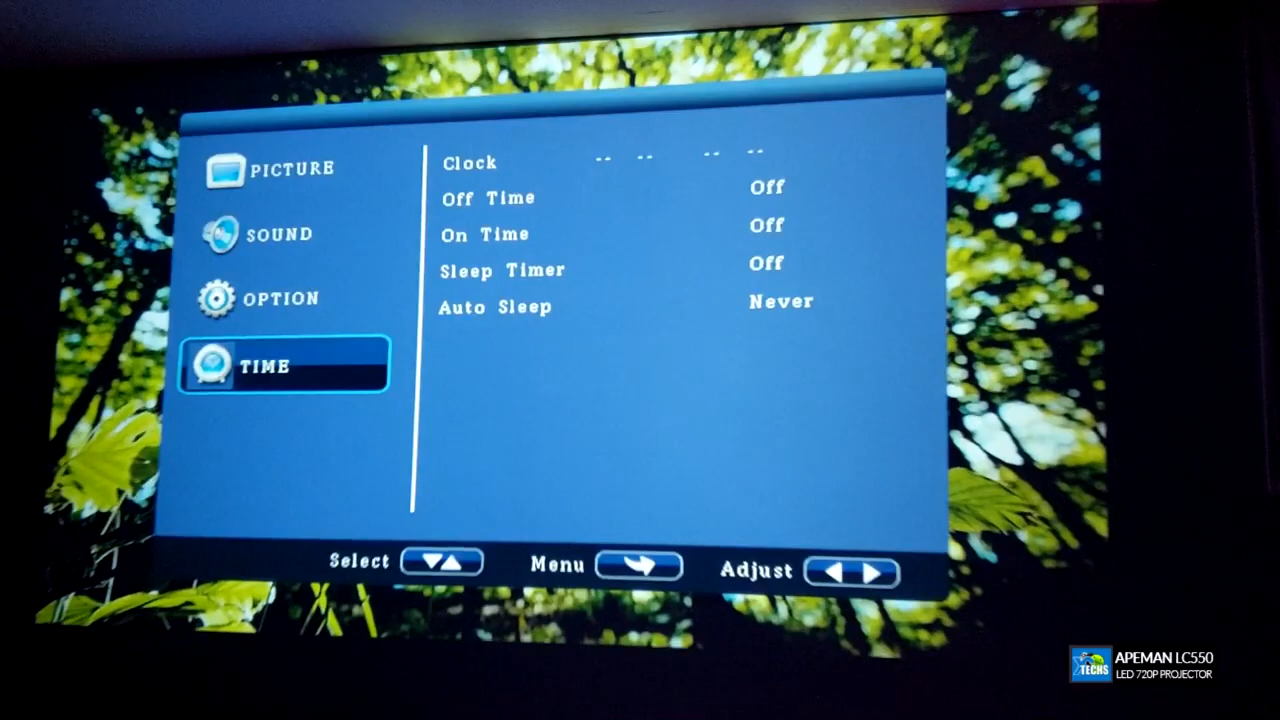 PICTURE
SOUND
OPTION
TIME
Clock -- -- -- --
Off Time Off
On Time Off
Sleep Timer Off
Auto Sleep Never
Select Menu Adjust
TECHS
APEMAN LC550
LED 720P PROJECTOR